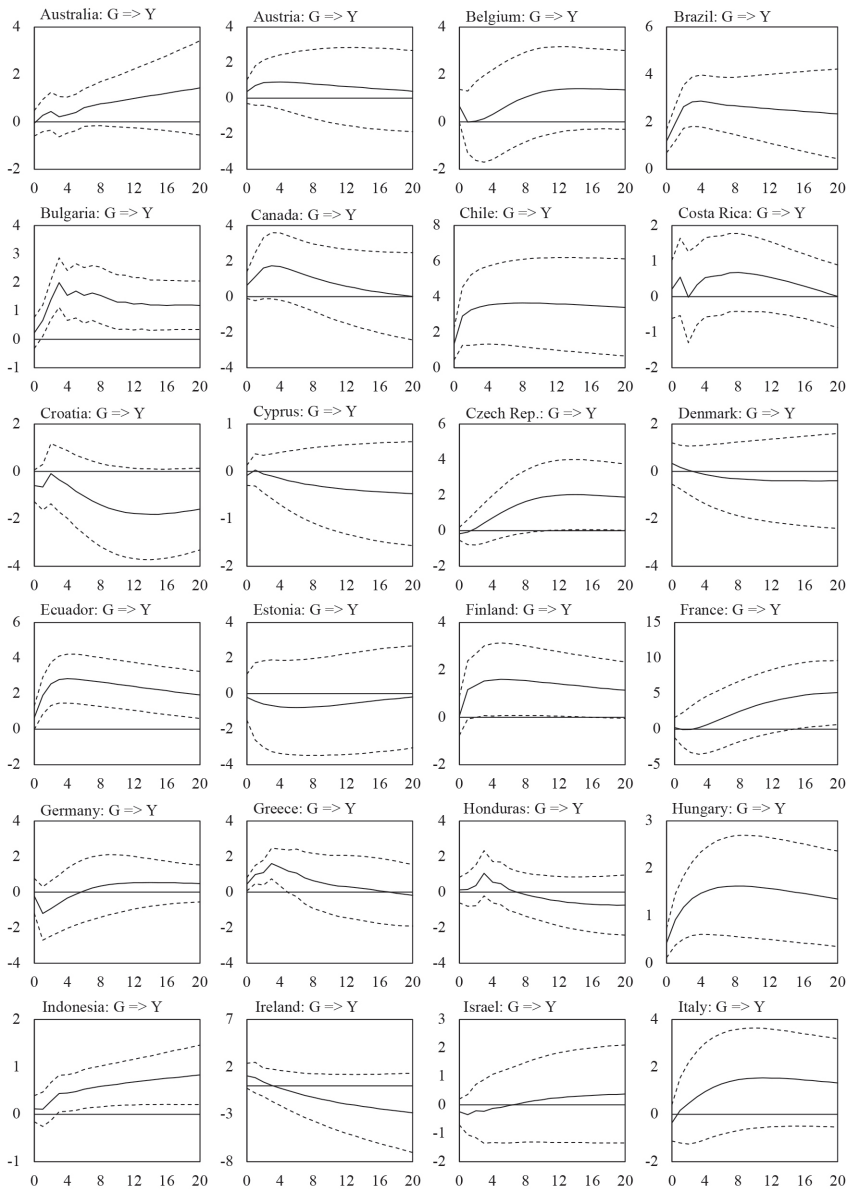 Australia: G => Y
Austria: G => Y
Belgium: G => Y
Brazil: G => Y
4
2
0
-2
4
2
0
-2
-4
4
2
0
-2
6
4
2
0
0 4 8 12 16 20
0 4 8 12 16 20
0 4 8 12 16 20
0 4 8 12 16 20
Bulgaria: G => Y
Canada: G => Y
Chile: G => Y
Costa Rica: G => Y
4
3
2
1
0
-1
4
2
0
-2
-4
8
6
4
2
0
2
1
0
-1
-2
0 4 8 12 16 20
0 4 8 12 16 20
0 4 8 12 16 20
0 4 8 12 16 20
Croatia: G => Y
Cyprus: G => Y
Czech Rep.: G => Y
Denmark: G => Y
2
0
-2
-4
1
0
-1
-2
6
4
2
0
-2
2
0
-2
-4
0 4 8 12 16 20
0 4 8 12 16 20
0 4 8 12 16 20
0 4 8 12 16 20
Ecuador: G => Y
Estonia: G => Y
Finland: G => Y
France: G => Y
6
4
2
0
-2
4
2
0
-2
-4
4
2
0
-2
15
10
5
0
-5
0 4 8 12 16 20
0 4 8 12 16 20
0 4 8 12 16 20
0 4 8 12 16 20
Germany: G => Y
Greece: G => Y
Honduras: G => Y
Hungary: G => Y
4
2
0
-2
-4
4
2
0
-2
-4
4
2
0
-2
-4
3
2
1
0
0 4 8 12 16 20
0 4 8 12 16 20
0 4 8 12 16 20
0 4 8 12 16 20
Indonesia: G => Y
Ireland: G => Y
Israel: G => Y
Italy: G => Y
2
1
0
-1
7
2
-3
-8
3
2
1
0
-1
-2
4
2
0
-2
0 4 8 12 16 20
0 4 8 12 16 20
0 4 8 12 16 20
0 4 8 12 16 20